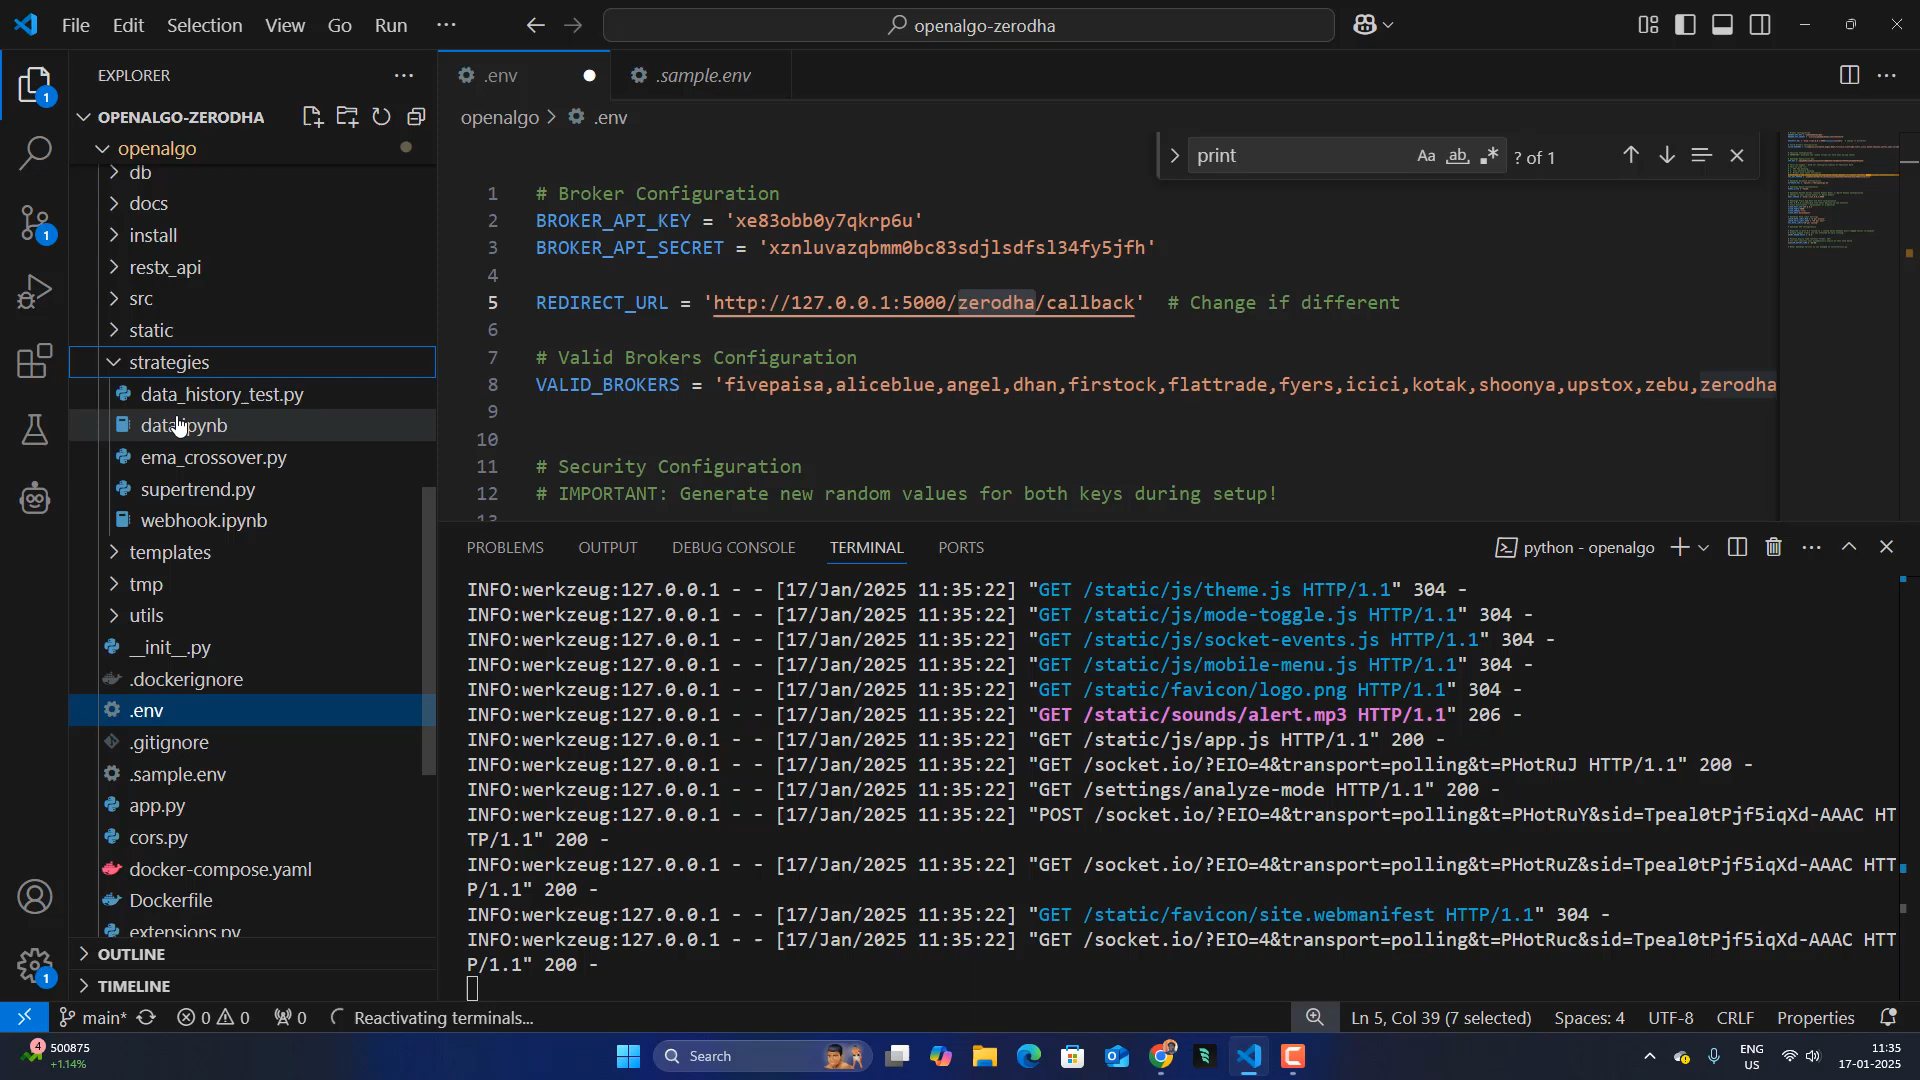 File Edit Selection View Go Run ···
openalgo-zerodha
EXPLORER
OPENALGO-ZERODHA
openalgo
db
docs
install
restx_api
src
static
strategies
data_history_test.py
data.ipynb
ema_crossover.py
supertrend.py
webhook.ipynb
templates
tmp
utils
__init__.py
.dockerignore
.env
.gitignore
.sample.env
app.py
cors.py
docker-compose.yaml
Dockerfile
extensions.py
OUTLINE
TIMELINE
1
1
1
.env
.sample.env
openalgo > .env
print
Aa ab .* ? of 1
1 # Broker Configuration
2 BROKER_API_KEY = 'xe83obb0y7qkrp6u'
3 BROKER_API_SECRET = 'xznluvazqbmm0bc83sdjlsdfsl34fy5jfh'
4
5 REDIRECT_URL = 'http://127.0.0.1:5000/zerodha/callback' # Change if different
6
7 # Valid Brokers Configuration
8 VALID_BROKERS = 'fivepaisa,aliceblue,angel,dhan,firstock,flattrade,fyers,icici,kotak,shoonya,upstox,zebu,zerodha
9
10
11 # Security Configuration
12 # IMPORTANT: Generate new random values for both keys during setup!
13
PROBLEMS OUTPUT DEBUG CONSOLE TERMINAL PORTS
python - openalgo
INFO:werkzeug:127.0.0.1 - - [17/Jan/2025 11:35:22] "GET /static/js/theme.js HTTP/1.1" 304 -
INFO:werkzeug:127.0.0.1 - - [17/Jan/2025 11:35:22] "GET /static/js/mode-toggle.js HTTP/1.1" 304 -
INFO:werkzeug:127.0.0.1 - - [17/Jan/2025 11:35:22] "GET /static/js/socket-events.js HTTP/1.1" 304 -
INFO:werkzeug:127.0.0.1 - - [17/Jan/2025 11:35:22] "GET /static/js/mobile-menu.js HTTP/1.1" 304 -
INFO:werkzeug:127.0.0.1 - - [17/Jan/2025 11:35:22] "GET /static/favicon/logo.png HTTP/1.1" 304 -
INFO:werkzeug:127.0.0.1 - - [17/Jan/2025 11:35:22] "GET /static/sounds/alert.mp3 HTTP/1.1" 206 -
INFO:werkzeug:127.0.0.1 - - [17/Jan/2025 11:35:22] "GET /static/js/app.js HTTP/1.1" 200 -
INFO:werkzeug:127.0.0.1 - - [17/Jan/2025 11:35:22] "GET /socket.io/?EIO=4&transport=polling&t=PHotRuJ HTTP/1.1" 200 -
INFO:werkzeug:127.0.0.1 - - [17/Jan/2025 11:35:22] "GET /settings/analyze-mode HTTP/1.1" 200 -
INFO:werkzeug:127.0.0.1 - - [17/Jan/2025 11:35:22] "POST /socket.io/?EIO=4&transport=polling&t=PHotRuY&sid=Tpeal0tPjf5iqXd-AAAC HT
TP/1.1" 200 -
INFO:werkzeug:127.0.0.1 - - [17/Jan/2025 11:35:22] "GET /socket.io/?EIO=4&transport=polling&t=PHotRuZ&sid=Tpeal0tPjf5iqXd-AAAC HTT
P/1.1" 200 -
INFO:werkzeug:127.0.0.1 - - [17/Jan/2025 11:35:22] "GET /static/favicon/site.webmanifest HTTP/1.1" 304 -
INFO:werkzeug:127.0.0.1 - - [17/Jan/2025 11:35:22] "GET /socket.io/?EIO=4&transport=polling&t=PHotRuc&sid=Tpeal0tPjf5iqXd-AAAC HTT
P/1.1" 200 -
main* 0 0 0 Reactivating terminals...
Ln 5, Col 39 (7 selected) Spaces: 4 UTF-8 CRLF Properties
4
500875
+1.14%
Search
ENG
US
11:35
17-01-2025